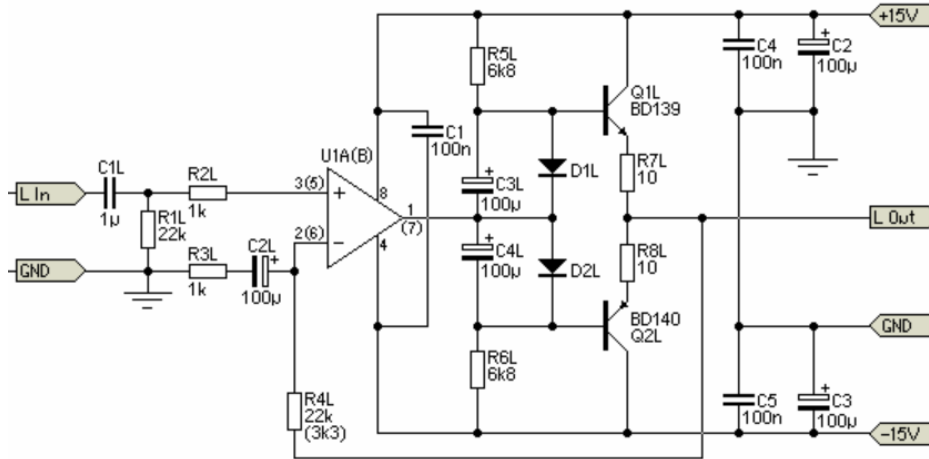 +15V
R5L
6k8
C4
100n
+
C2
100µ
Q1L
BD139
C1
100n
U1A(B)
C1L
1µ
R2L
1k
L In
3(5)
+
8
+
C3L
100µ
D1L
R7L
10
1
(7)
L Out
R1L
22k
2(6)
−
4
+
C4L
100µ
D2L
R8L
10
R3L
1k
C2L
+
100µ
GND
BD140
Q2L
GND
R6L
6k8
R4L
22k
(3k3)
C5
100n
+
C3
100µ
−15V